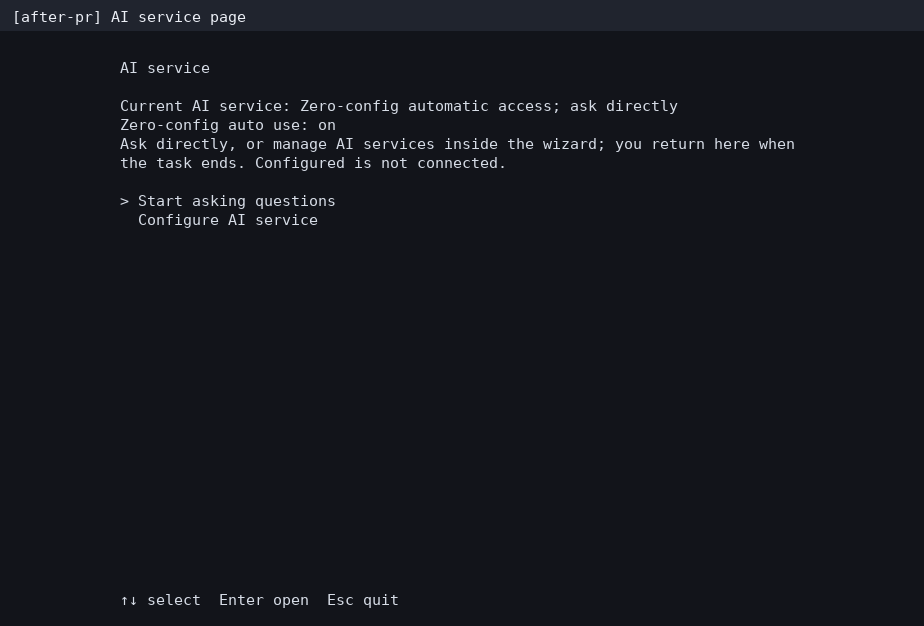 [after-pr] AI service page
AI service
Current AI service: Zero-config automatic access; ask directly
Zero-config auto use: on
Ask directly, or manage AI services inside the wizard; you return here when
the task ends. Configured is not connected.
> Start asking questions
Configure AI service
↑↓ select  Enter open  Esc quit